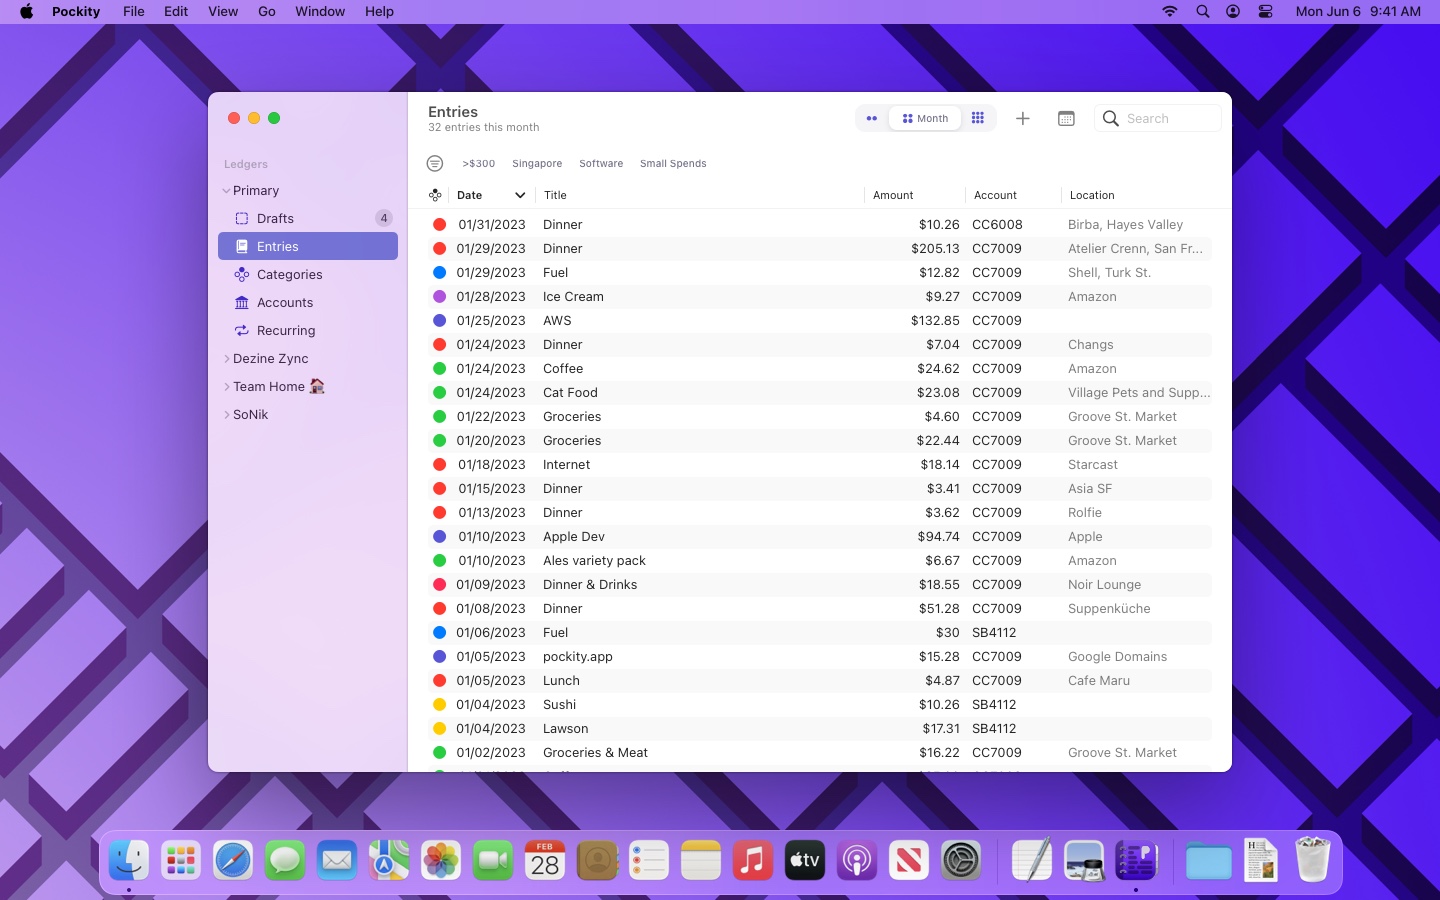 Pockity File Edit View Go Window Help Mon Jun 6 9:41 AM
Entries
32 entries this month
Month
Search
>$300 Singapore Software Small Spends
Ledgers
Primary
Drafts 4
Entries
Categories
Accounts
Recurring
Dezine Zync
Team Home
SoNik
Date Title Amount Account Location
01/31/2023 Dinner $10.26 CC6008 Birba, Hayes Valley
01/29/2023 Dinner $205.13 CC7009 Atelier Crenn, San Fr...
01/29/2023 Fuel $12.82 CC7009 Shell, Turk St.
01/28/2023 Ice Cream $9.27 CC7009 Amazon
01/25/2023 AWS $132.85 CC7009
01/24/2023 Dinner $7.04 CC7009 Changs
01/24/2023 Coffee $24.62 CC7009 Amazon
01/24/2023 Cat Food $23.08 CC7009 Village Pets and Supp...
01/22/2023 Groceries $4.60 CC7009 Groove St. Market
01/20/2023 Groceries $22.44 CC7009 Groove St. Market
01/18/2023 Internet $18.14 CC7009 Starcast
01/15/2023 Dinner $3.41 CC7009 Asia SF
01/13/2023 Dinner $3.62 CC7009 Rolfie
01/10/2023 Apple Dev $94.74 CC7009 Apple
01/10/2023 Ales variety pack $6.67 CC7009 Amazon
01/09/2023 Dinner & Drinks $18.55 CC7009 Noir Lounge
01/08/2023 Dinner $51.28 CC7009 Suppenküche
01/06/2023 Fuel $30 SB4112
01/05/2023 pockity.app $15.28 CC7009 Google Domains
01/05/2023 Lunch $4.87 CC7009 Cafe Maru
01/04/2023 Sushi $10.26 SB4112
01/04/2023 Lawson $17.31 SB4112
01/02/2023 Groceries & Meat $16.22 CC7009 Groove St. Market
FEB
28
tv
P